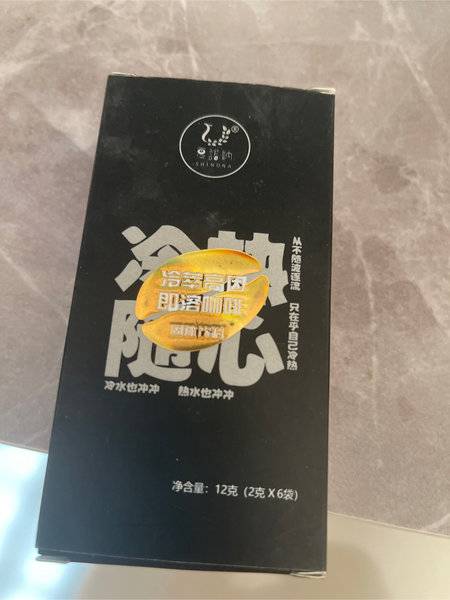 ®
SHINONA
冷热
随心
冷萃高因
即溶咖啡
固体饮料
从不随波逐流
只在乎自己冷热
冷水也冲冲 热水也冲冲
净含量：12克（2克X6袋）